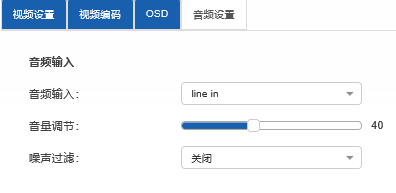 视频设置 视频编码 OSD 音频设置
音频输入
音频输入: line in
音量调节: 40
噪声过滤: 关闭